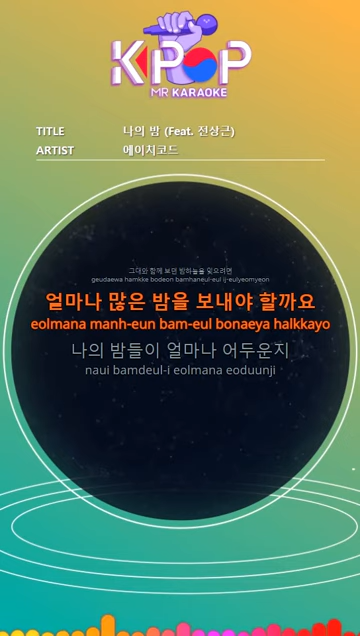 KPOP
MR KARAOKE
TITLE 나의 밤 (Feat. 전상근)
ARTIST 에이치코드
그대와 함께 보던 밤하늘을 잊으려면
geudaewa hamkke bodeon bamhaneul-eul ij-eulyeomyeon
얼마나 많은 밤을 보내야 할까요
eolmana manh-eun bam-eul bonaeya halkkayo
나의 밤들이 얼마나 어두운지
naui bamdeul-i eolmana eoduunji